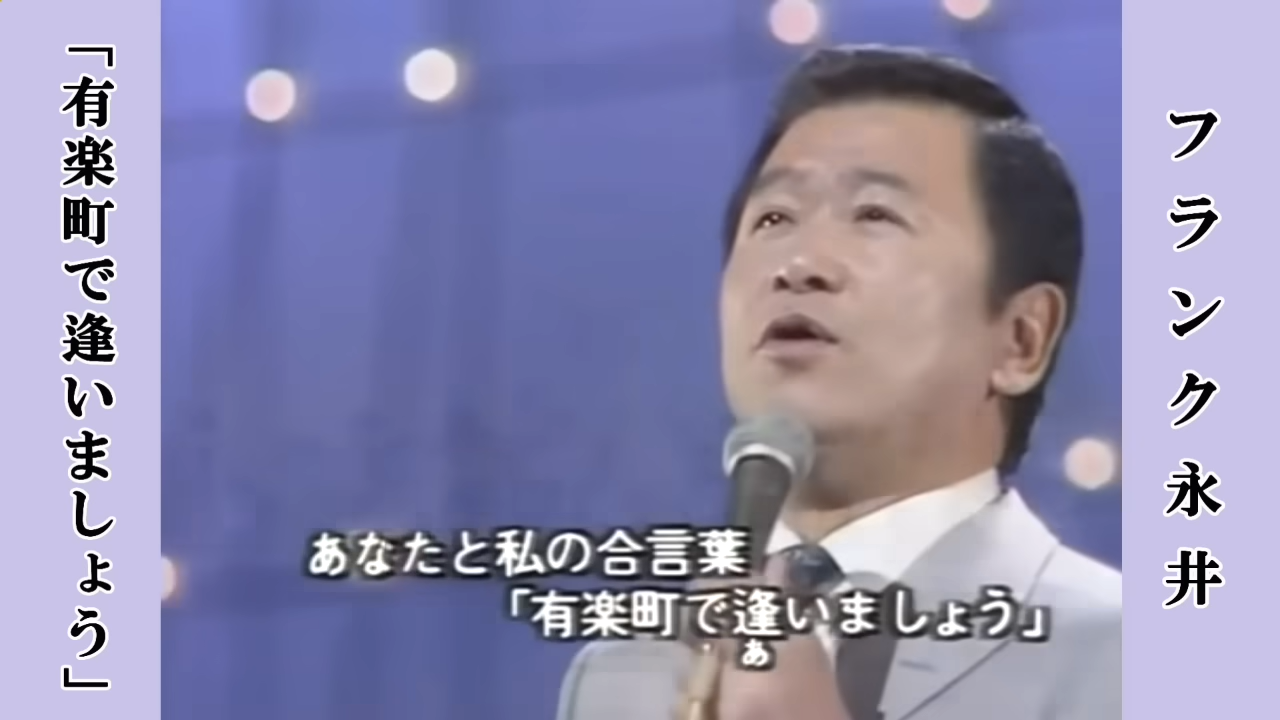 「有楽町で逢いましょう」
あなたと私の合言葉
「有楽町で逢いましょう」
あ
フランク永井